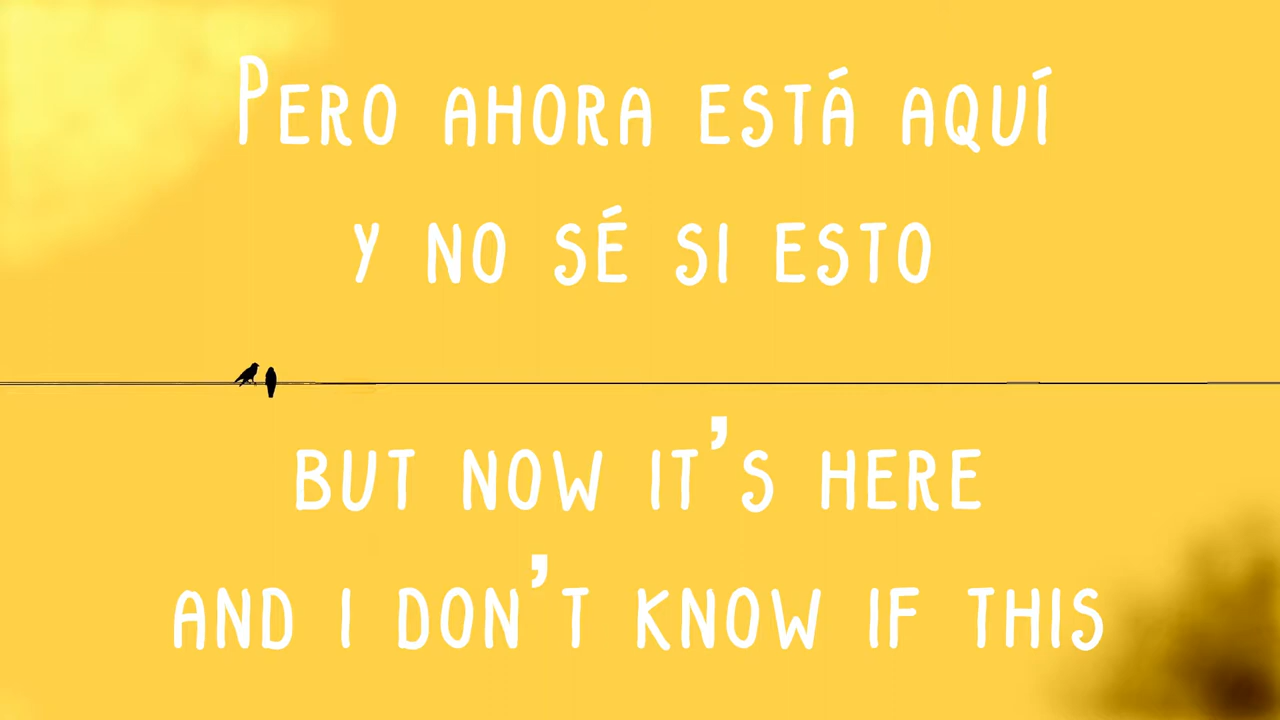 Pero ahora está aquí
y no sé si esto
but now it's here
and I don't know if this